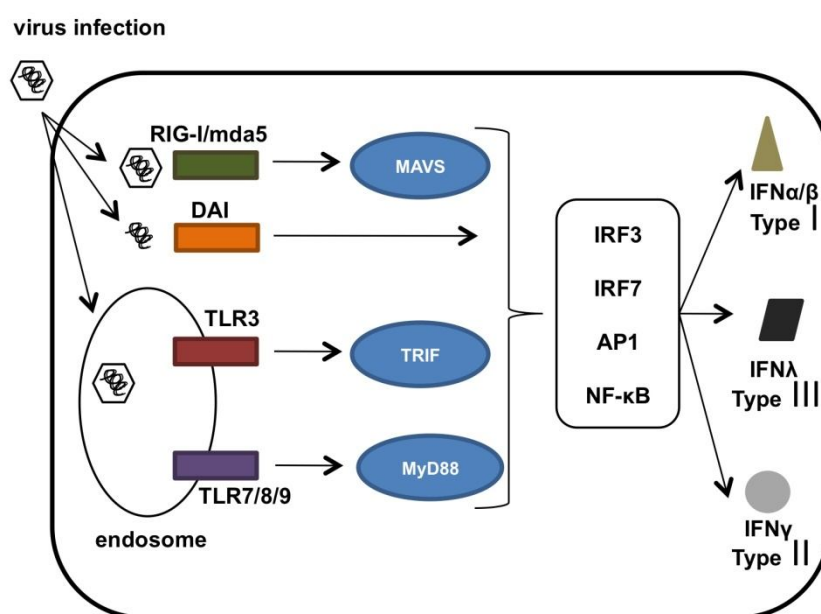 virus infection
RIG-I/mda5
MAVS
DAI
TLR3
TRIF
TLR7/8/9
MyD88
endosome
IRF3
IRF7
AP1
NF-κB
IFNα/β
Type I
IFNλ
Type III
IFNγ
Type II